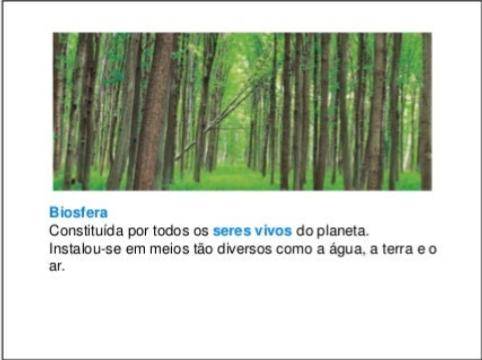 Biosfera
Constituída por todos os seres vivos do planeta.
Instalou-se em meios tão diversos como a água, a terra e o
ar.